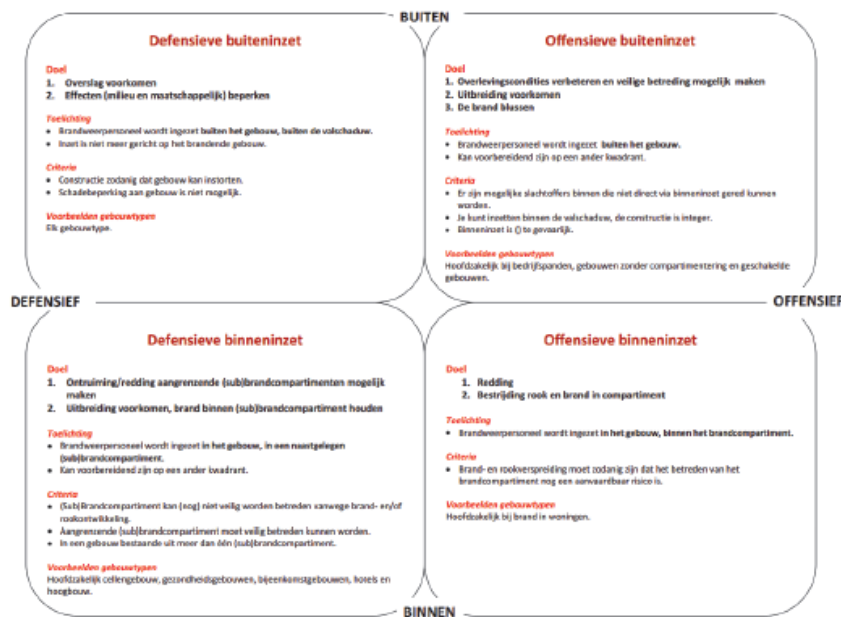 BUITEN
Defensieve buiteninzet
Doel
1. Overslag voorkomen
2. Effecten (milieu en maatschappelijk) beperken
Toelichting
• Brandweerpersoneel wordt ingezet buiten het gebouw, buiten de valschaduw.
• Inzet is niet meer gericht op het brandende gebouw.
Criteria
• Constructie zodanig dat gebouw kan instorten.
• Schadebeperking aan gebouw is niet mogelijk.
Voorbeelden gebouwtypen
Elk gebouwtype.
Offensieve buiteninzet
Doel
1. Overlevingscondities verbeteren en veilige betreding mogelijk maken
2. Uitbreiding voorkomen
3. De brand blussen
Toelichting
• Brandweerpersoneel wordt ingezet buiten het gebouw.
• Kan voorbereidend zijn op een ander kwadrant.
Criteria
• Er zijn mogelijke slachtoffers binnen die niet direct via binneninzet gered kunnen
worden.
• Je kunt inzetten binnen de valschaduw, de constructie is integer.
• Binneninzet is () te gevaarlijk.
Voorbeelden gebouwtypen
Hoofdzakelijk bij bedrijfspanden, gebouwen zonder compartimentering en geschakelde
gebouwen.
DEFENSIEF
OFFENSIEF
Defensieve binneninzet
Doel
1. Ontruiming/redding aangrenzende (sub)brandcompartimenten mogelijk
maken
2. Uitbreiding voorkomen, brand binnen (sub)brandcompartiment houden
Toelichting
• Brandweerpersoneel wordt ingezet in het gebouw, in een naastgelegen
(sub)brandcompartiment.
• Kan voorbereidend zijn op een ander kwadrant.
Criteria
• (Sub)Brandcompartiment kan (nog) niet veilig worden betreden vanwege brand- en/of
rookontwikkeling.
• Aangrenzende (sub)brandcompartiment moet veilig betreden kunnen worden.
• In een gebouw bestaande uit meer dan één (sub)brandcompartiment.
Voorbeelden gebouwtypen
Hoofdzakelijk cellengebouw, gezondheidsgebouwen, bijeenkomstgebouwen, hotels en
hoogbouw.
Offensieve binneninzet
Doel
1. Redding
2. Bestrijding rook en brand in compartiment
Toelichting
• Brandweerpersoneel wordt ingezet in het gebouw, binnen het brandcompartiment.
Criteria
• Brand- en rookverspreiding moet zodanig zijn dat het betreden van het
brandcompartiment nog een aanvaardbaar risico is.
Voorbeelden gebouwtypen
Hoofdzakelijk bij brand in woningen.
BINNEN